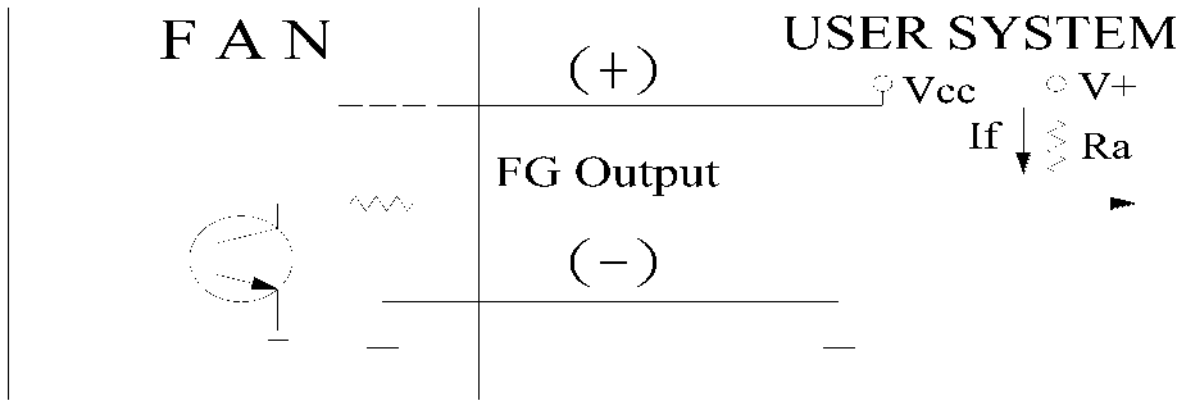 F A N
USER SYSTEM
(+)
Vcc
V+
If
Ra
FG Output
(-)